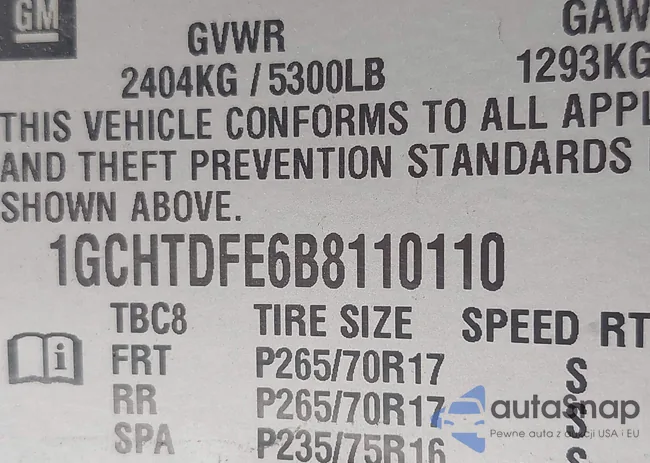 GM
GVWR GAW
2404KG / 5300LB 1293KG
THIS VEHICLE CONFORMS TO ALL APPL
AND THEFT PREVENTION STANDARDS
SHOWN ABOVE.
1GCHTDFE6B8110110
TBC8 TIRE SIZE SPEED RT
i FRT P265/70R17 S
RR P265/70R17 S
SPA P235/75R16 S
autasnap
Pewne auta z aukcji USA i EU